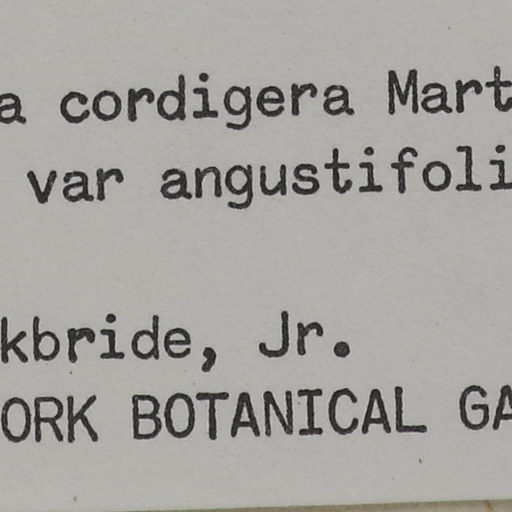 a cordigera Mart
var angustifoli
kbride, Jr.
ORK BOTANICAL GA